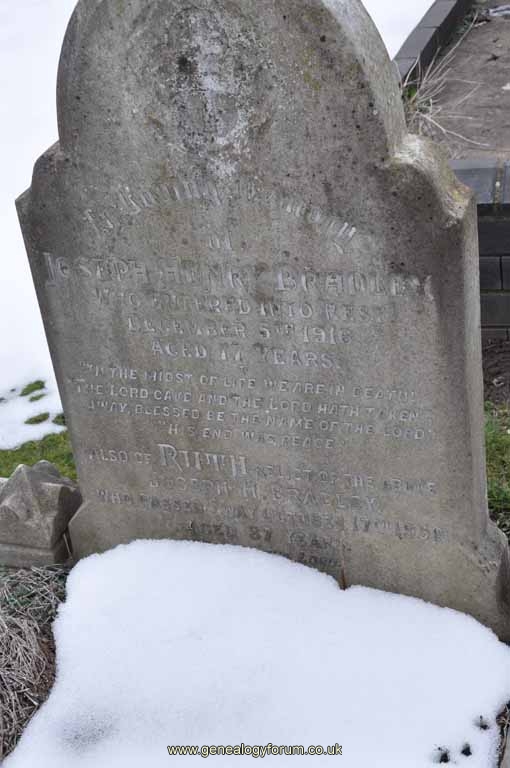 In Loving Memory
of
JOSEPH HENRY BRADLEY
WHO ENTERED INTO REST
DECEMBER 5TH 1916
AGED 77 YEARS.
"IN THE MIDST OF LIFE WE ARE IN DEATH".
"THE LORD GAVE AND THE LORD HATH TAKEN
AWAY, BLESSED BE THE NAME OF THE LORD"
"HIS END WAS PEACE."
ALSO OF RUTH RELICT OF THE ABOVE
JOSEPH H. BRADLEY
WHO PASSED AWAY OCTOBER 17TH
AGED 87 YEARS
LORD
www.genealogyforum.co.uk